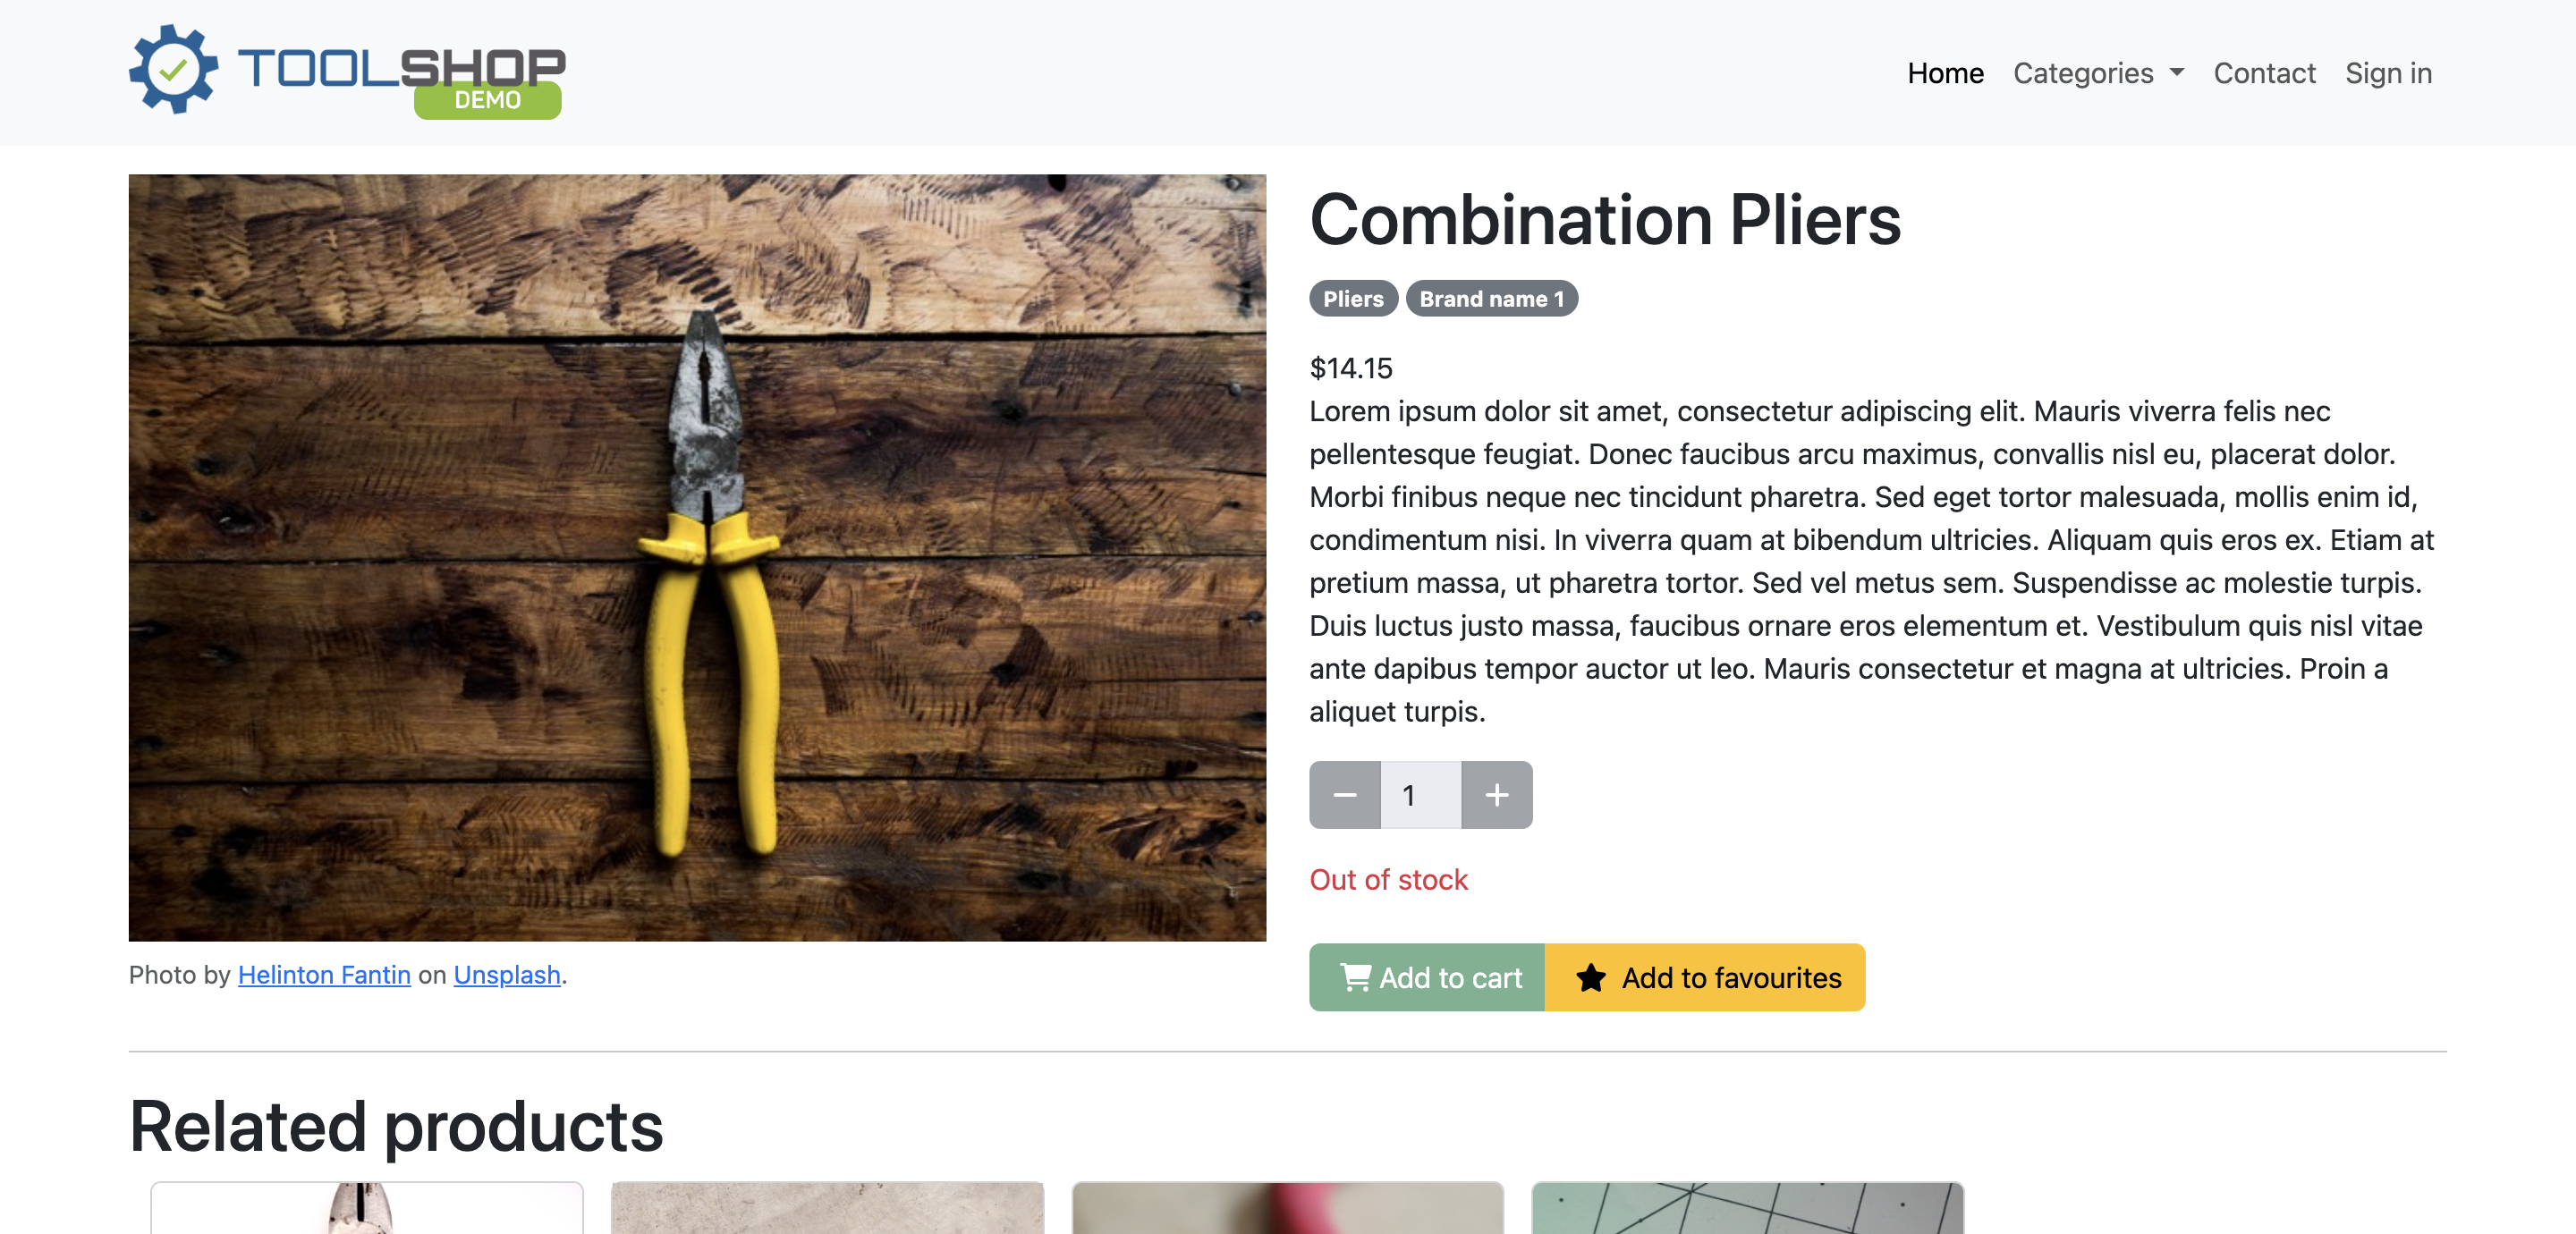 TOOLSHOP
DEMO
Home Categories Contact Sign in
Combination Pliers
Pliers Brand name 1
$14.15
Lorem ipsum dolor sit amet, consectetur adipiscing elit. Mauris viverra felis nec
pellentesque feugiat. Donec faucibus arcu maximus, convallis nisl eu, placerat dolor.
Morbi finibus neque nec tincidunt pharetra. Sed eget tortor malesuada, mollis enim id,
condimentum nisi. In viverra quam at bibendum ultricies. Aliquam quis eros ex. Etiam at
pretium massa, ut pharetra tortor. Sed vel metus sem. Suspendisse ac molestie turpis.
Duis luctus justo massa, faucibus ornare eros elementum et. Vestibulum quis nisl vitae
ante dapibus tempor auctor ut leo. Mauris consectetur et magna at ultricies. Proin a
aliquet turpis.
1
Out of stock
Add to cart Add to favourites
Photo by Helinton Fantin on Unsplash.
Related products